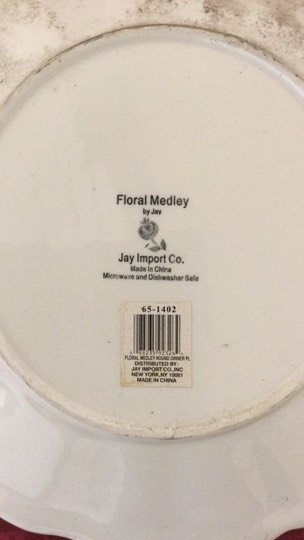 Floral Medley
by Jay
Jay Import Co.
Made In China
Microwave and Dishwasher Safe
65-1402
FLORAL MEDLEY ROUND DINNER PL
DISTRIBUTED BY:
JAY IMPORT CO., INC
NEW YORK, NY 10001
MADE IN CHINA